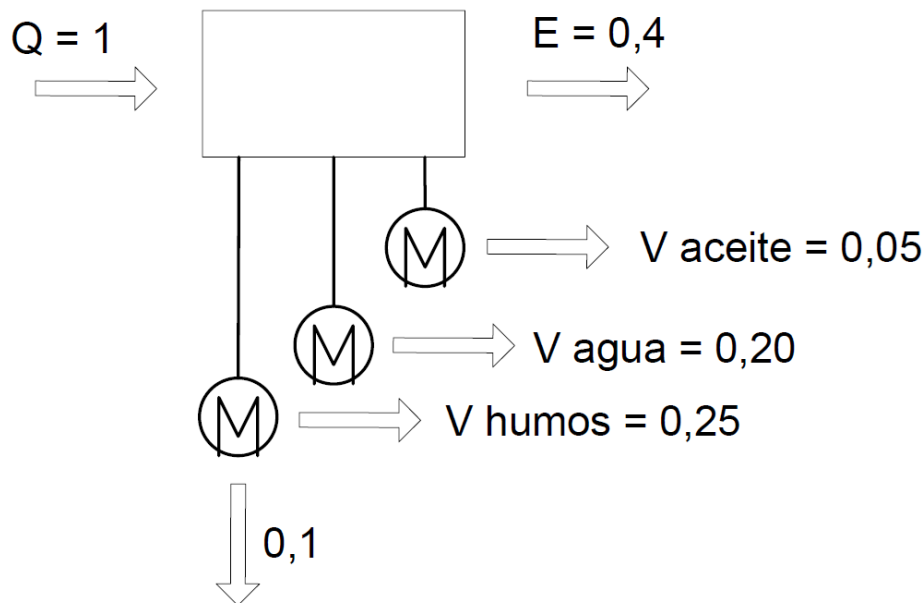 Q = 1
E = 0,4
V aceite = 0,05
V agua = 0,20
V humos = 0,25
0,1